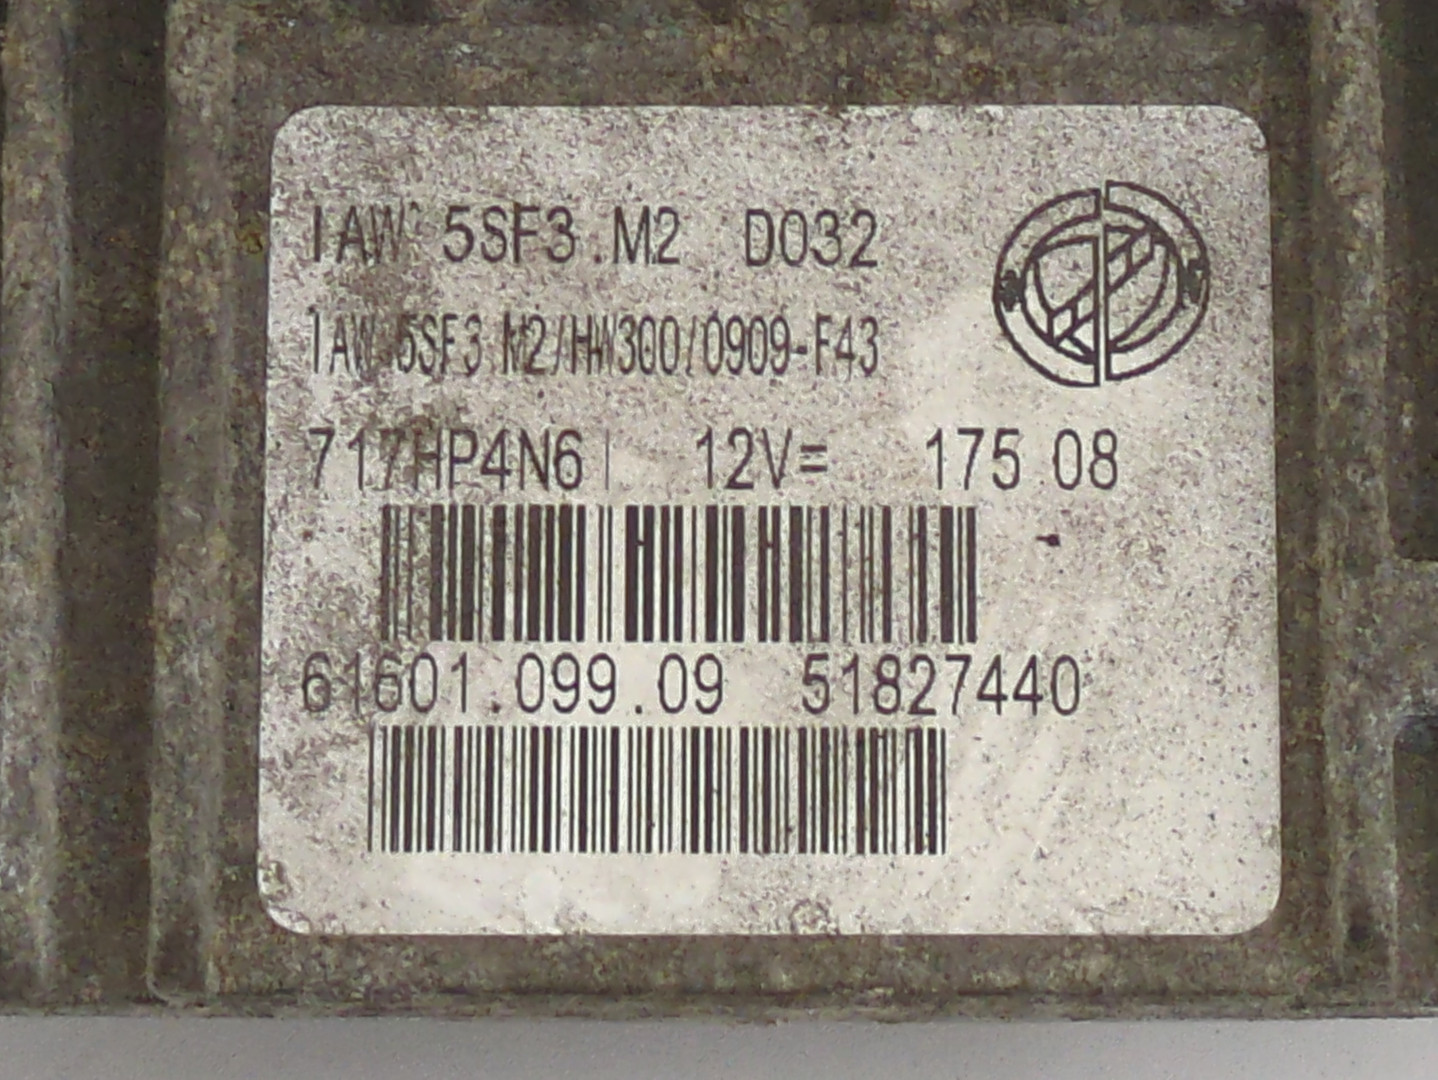 IAW 5SF3.M2 D032
IAW 5SF3 M2/HW300/0909-F43
717HP4N6 12V= 175 08
61601.099.09 51827440